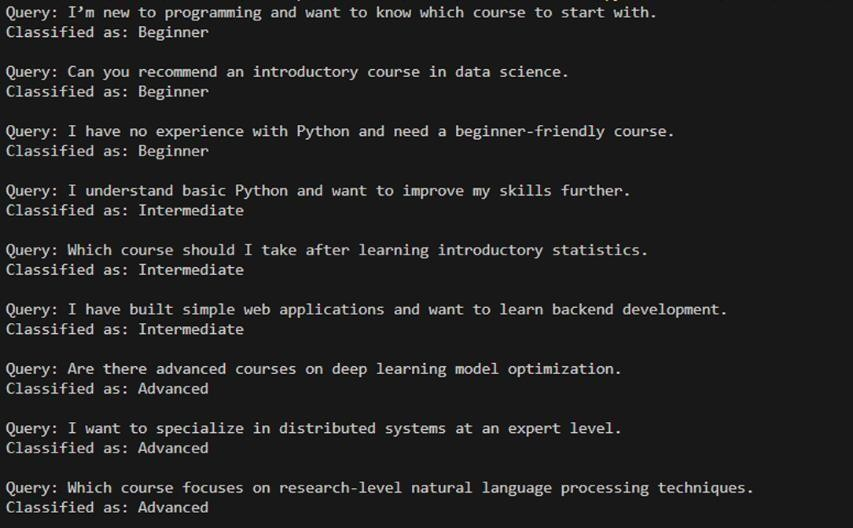 Query: I’m new to programming and want to know which course to start with.
Classified as: Beginner
Query: Can you recommend an introductory course in data science.
Classified as: Beginner
Query: I have no experience with Python and need a beginner-friendly course.
Classified as: Beginner
Query: I understand basic Python and want to improve my skills further.
Classified as: Intermediate
Query: Which course should I take after learning introductory statistics.
Classified as: Intermediate
Query: I have built simple web applications and want to learn backend development.
Classified as: Intermediate
Query: Are there advanced courses on deep learning model optimization.
Classified as: Advanced
Query: I want to specialize in distributed systems at an expert level.
Classified as: Advanced
Query: Which course focuses on research-level natural language processing techniques.
Classified as: Advanced